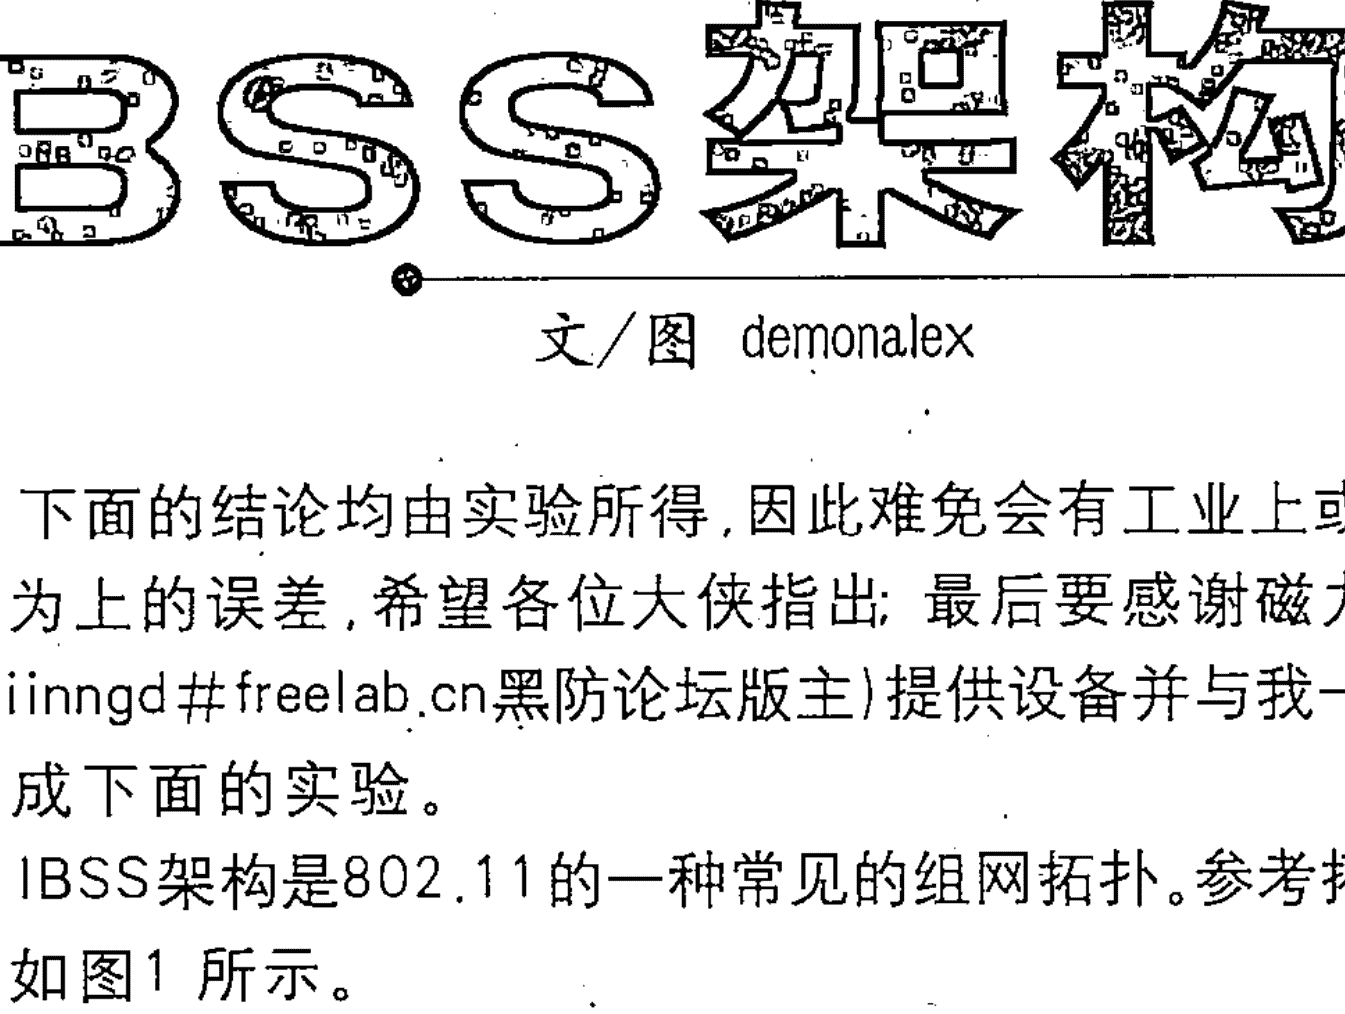 BSS架构
文/图 demonalex
下面的结论均由实验所得,因此难免会有工业上或
为上的误差,希望各位大侠指出; 最后要感谢磁
iinngd#freelab.cn黑防论坛版主)提供设备并与我一
成下面的实验。
IBSS架构是802.11的一种常见的组网拓扑。参考拓
如图1 所示。